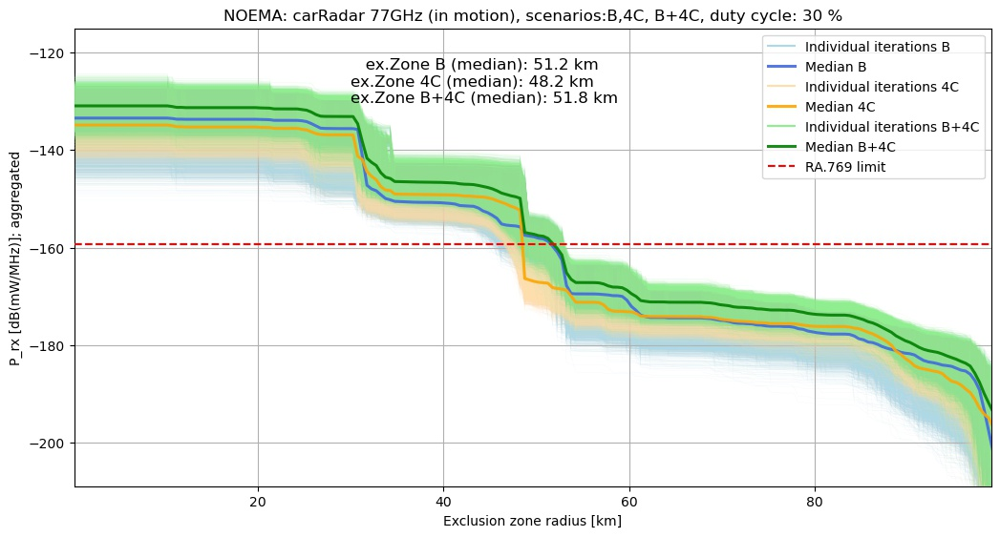 NOEMA: carRadar 77GHz (in motion), scenarios:B,4C, B+4C, duty cycle: 30 %
ex.Zone B (median): 51.2 km
ex.Zone 4C (median): 48.2 km
ex.Zone B+4C (median): 51.8 km
Individual iterations B
Median B
Individual iterations 4C
Median 4C
Individual iterations B+4C
Median B+4C
RA.769 limit
P_rx [dB(mW/MHz)]; aggregated
−120
−140
−160
−180
−200
20
40
60
80
Exclusion zone radius [km]